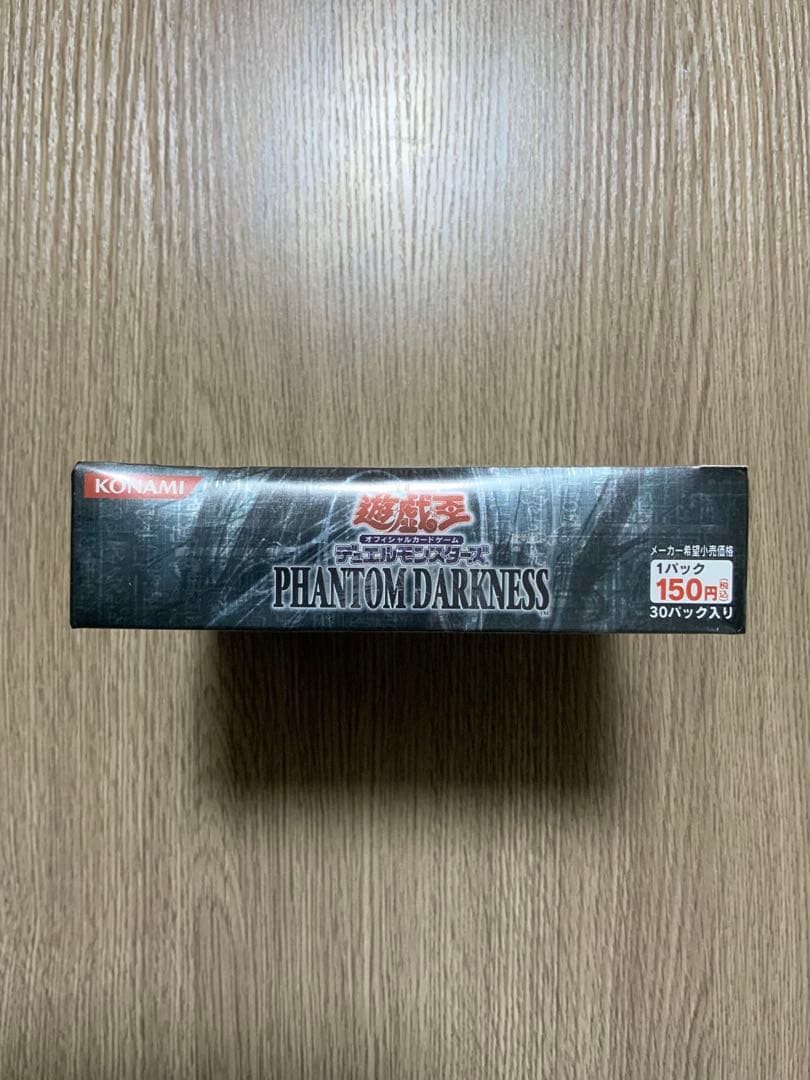 KONAMI
遊戯王
オフィシャルカードゲーム
デュエルモンスターズ
PHANTOM DARKNESS
TM
メーカー希望小売価格
1パック
150円(税込)
30パック入り